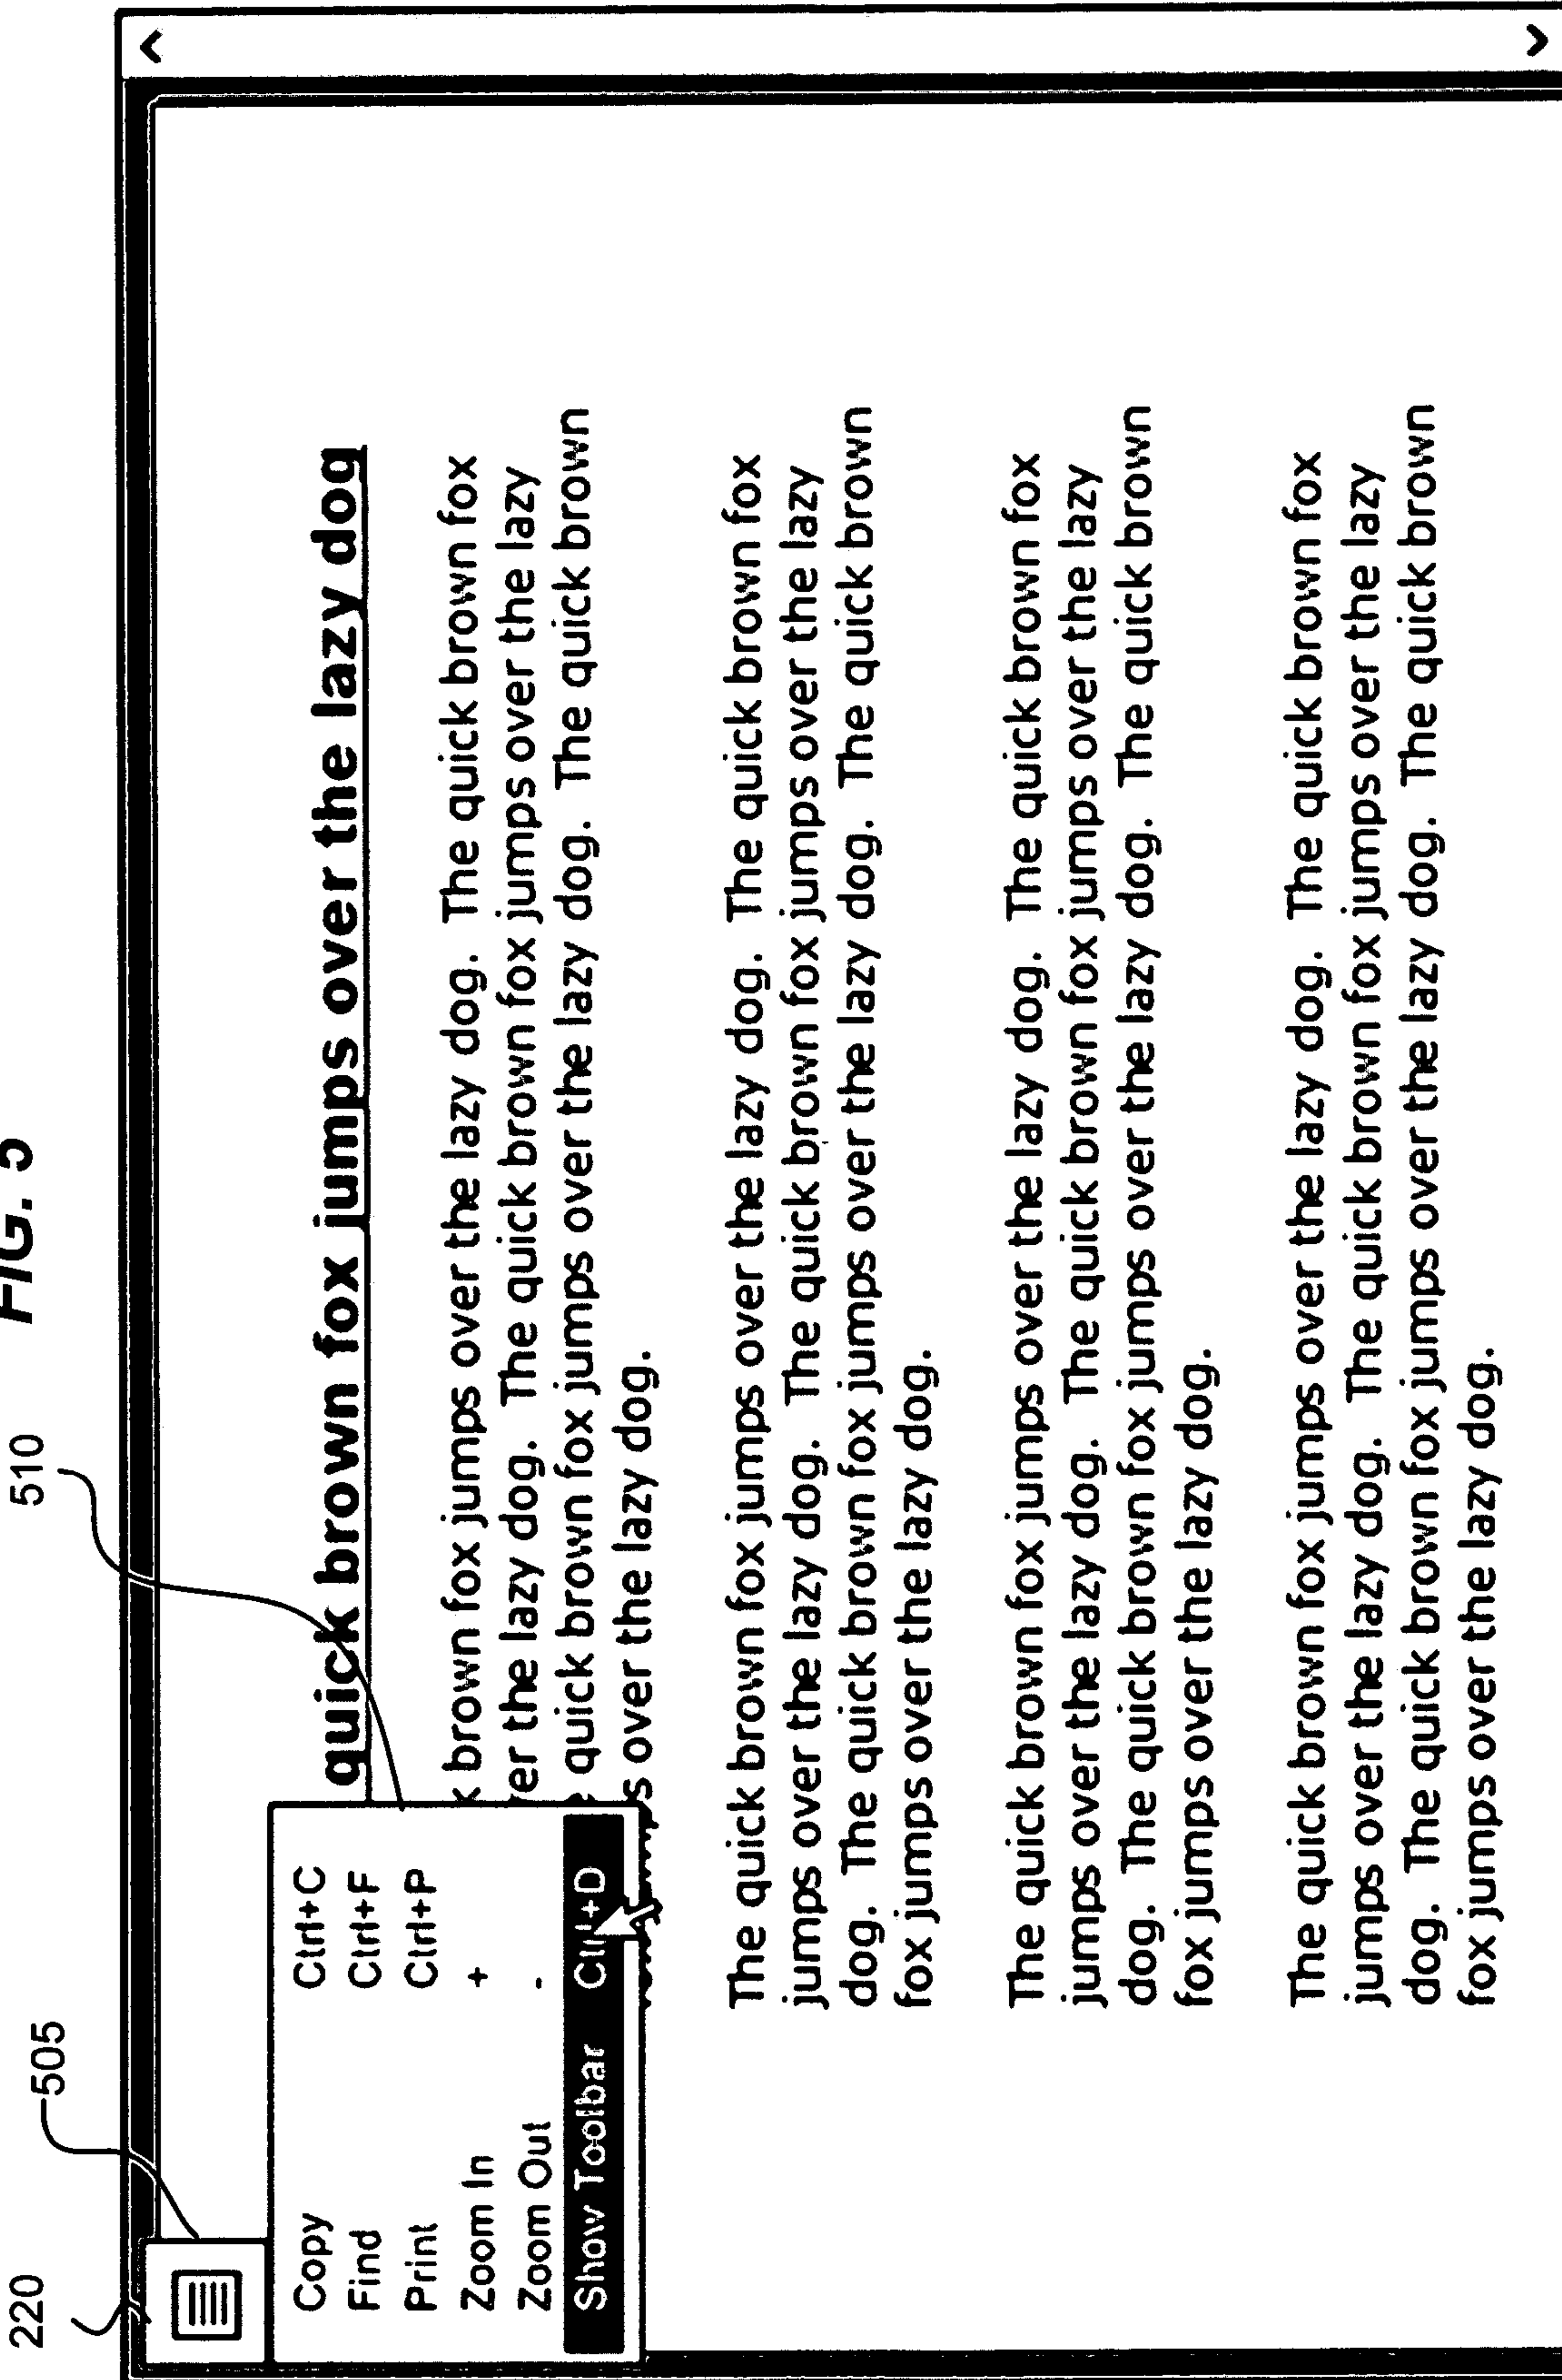 FIG. 5
220
505
510
Copy Ctrl+C
Find Ctrl+F
Print Ctrl+P
Zoom In +
Zoom Out -
Show Toolbar Ctrl+D
quick brown fox jumps over the lazy dog
brown fox jumps over the lazy dog. The quick brown fox
the lazy dog. The quick brown fox jumps over the lazy
quick brown fox jumps over the lazy dog. The quick brown
over the lazy dog.
The quick brown fox jumps over the lazy dog. The quick brown fox
jumps over the lazy dog. The quick brown fox jumps over the lazy
dog. The quick brown fox jumps over the lazy dog. The quick brown
fox jumps over the lazy dog.
The quick brown fox jumps over the lazy dog. The quick brown fox
jumps over the lazy dog. The quick brown fox jumps over the lazy
dog. The quick brown fox jumps over the lazy dog. The quick brown
fox jumps over the lazy dog.
The quick brown fox jumps over the lazy dog. The quick brown fox
jumps over the lazy dog. The quick brown fox jumps over the lazy
dog. The quick brown fox jumps over the lazy dog. The quick brown
fox jumps over the lazy dog.